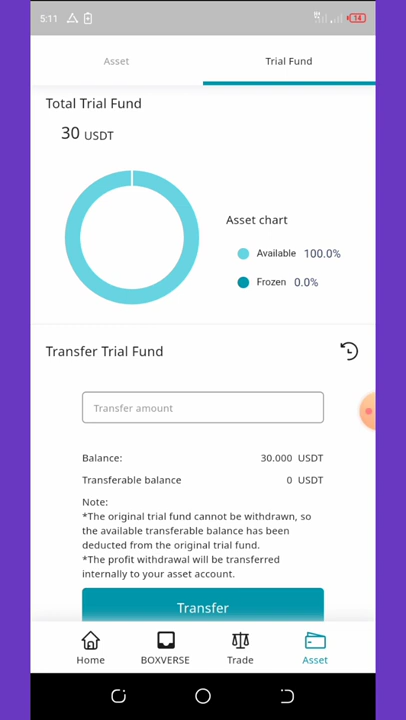 5:11
14
Asset
Trial Fund
Total Trial Fund
30 USDT
Asset chart
Available 100.0%
Frozen 0.0%
Transfer Trial Fund
Transfer amount
Balance: 30.000 USDT
Transferable balance 0 USDT
Note:
*The original trial fund cannot be withdrawn, so
the available transferable balance has been
deducted from the original trial fund.
*The profit withdrawal will be transferred
internally to your asset account.
Transfer
Home
BOXVERSE
Trade
Asset